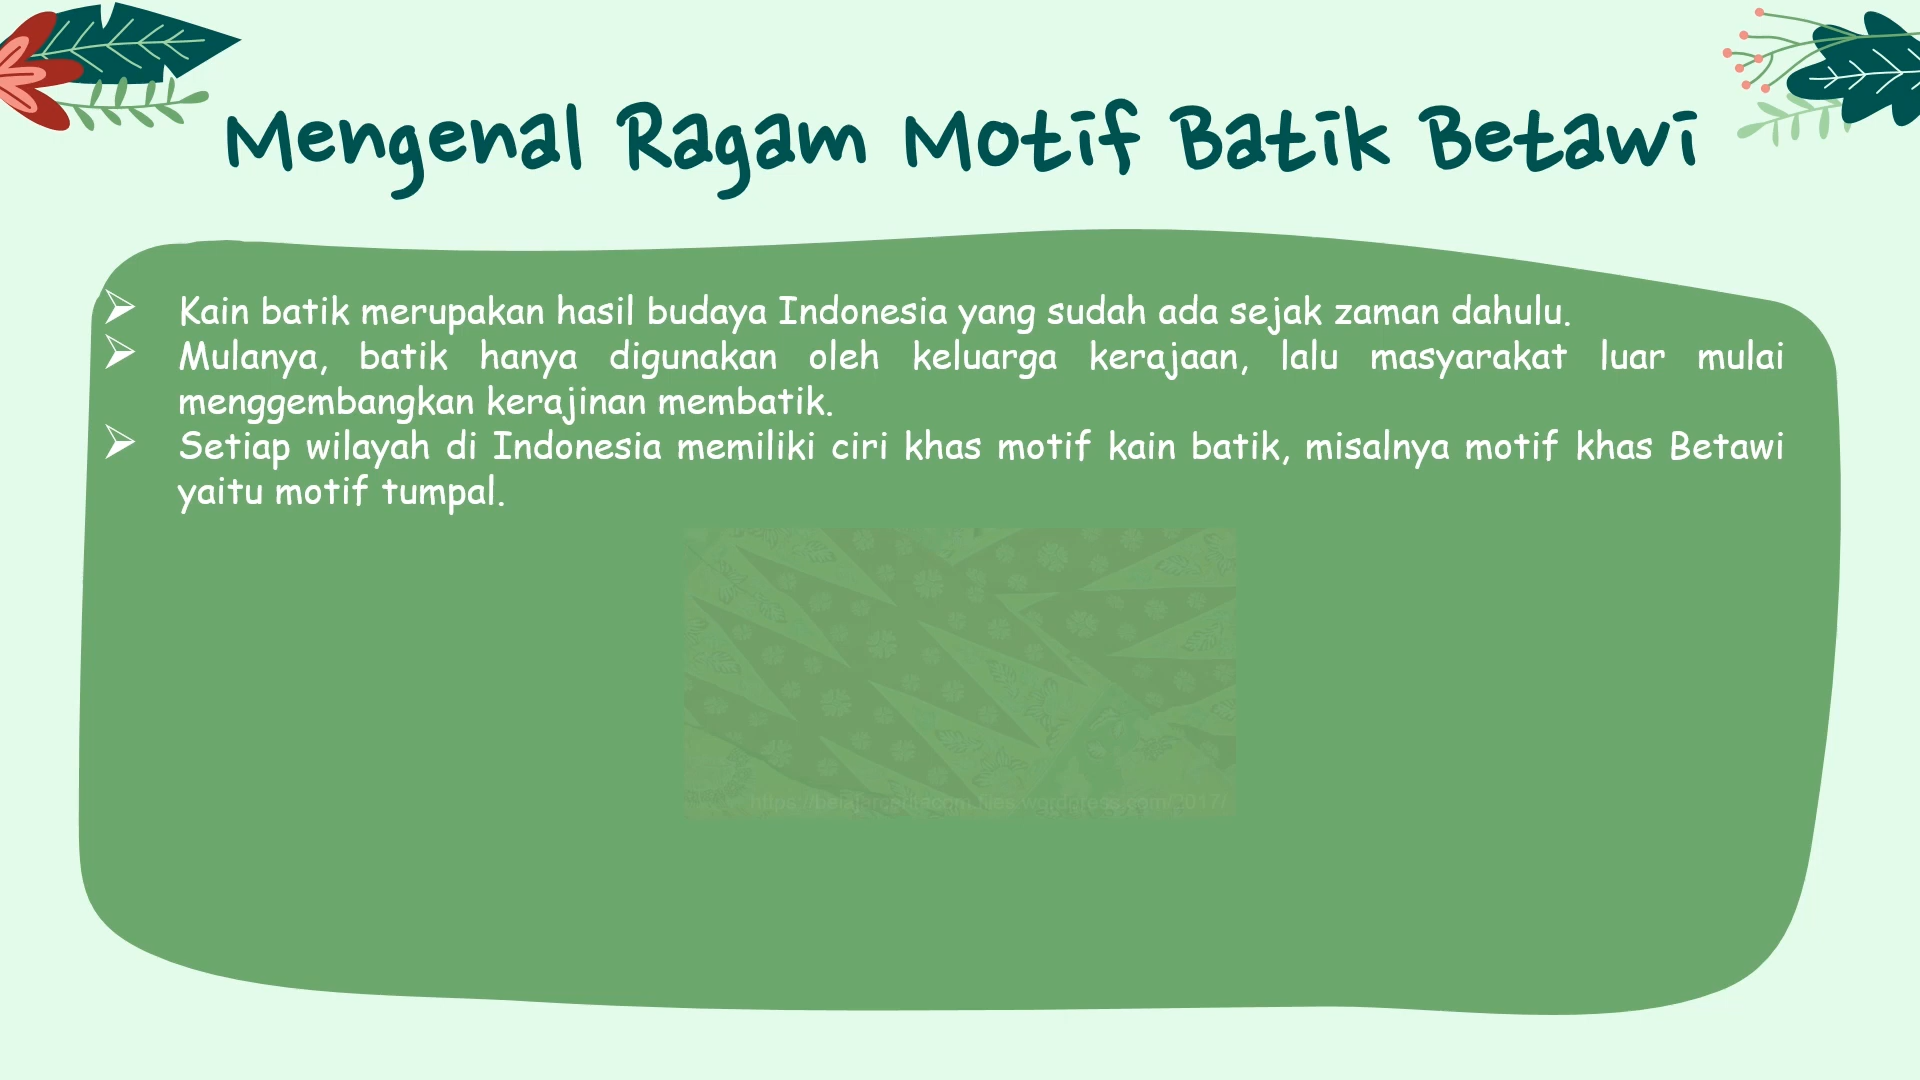 Mengenal Ragam Motif Batik Betawi
Kain batik merupakan hasil budaya Indonesia yang sudah ada sejak zaman dahulu.
Mulanya, batik hanya digunakan oleh keluarga kerajaan, lalu masyarakat luar mulai
menggembangkan kerajinan membatik.
Setiap wilayah di Indonesia memiliki ciri khas motif kain batik, misalnya motif khas Betawi
yaitu motif tumpal.